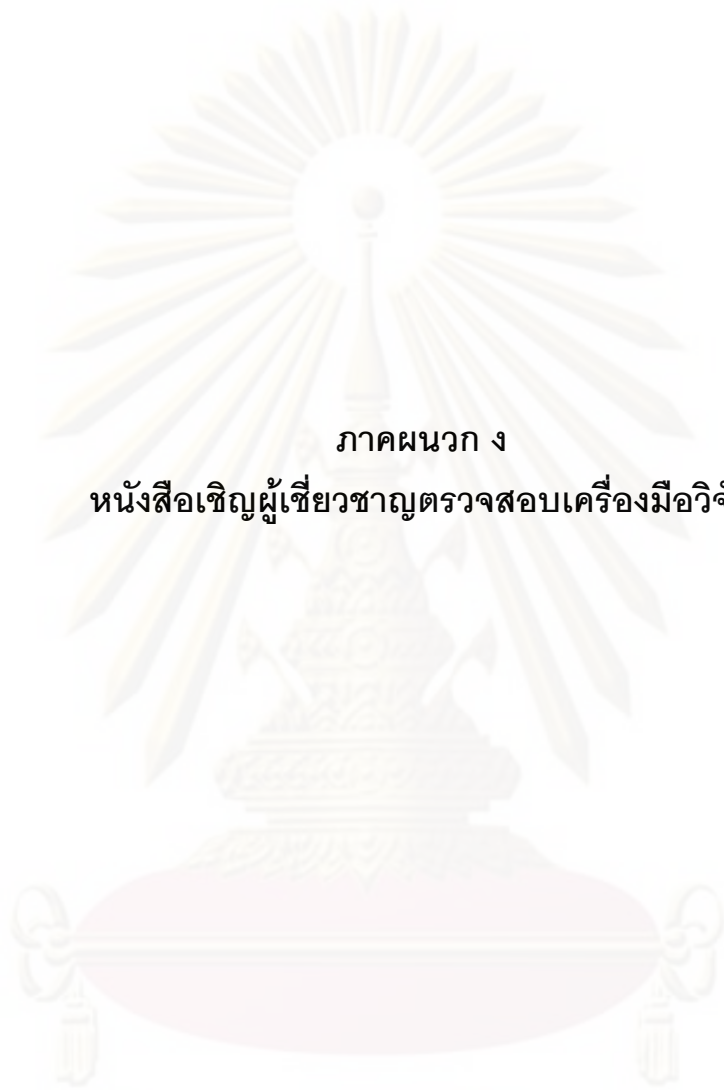 ภาคผนวก ง
หนังสือเชิญผู้เชี่ยวชาญตรวจสอบเครื่องมือวิจั